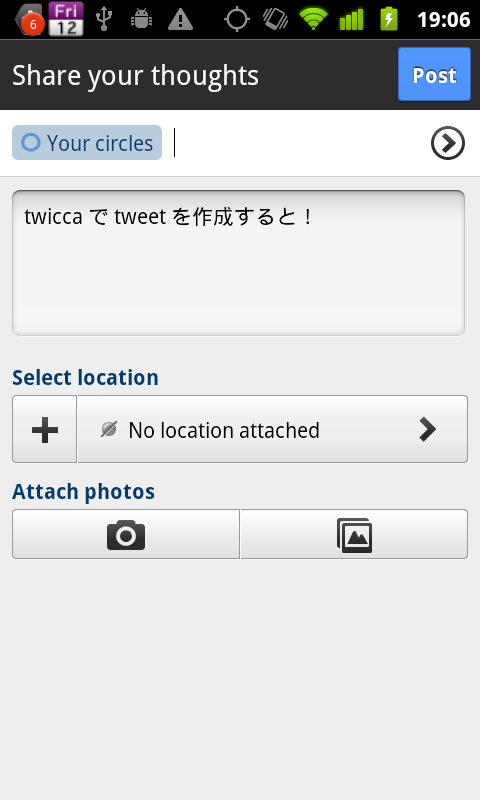 6
Fri
12
19:06
Share your thoughts
Post
Your circles
twicca で tweet を作成すると！
Select location
No location attached
Attach photos